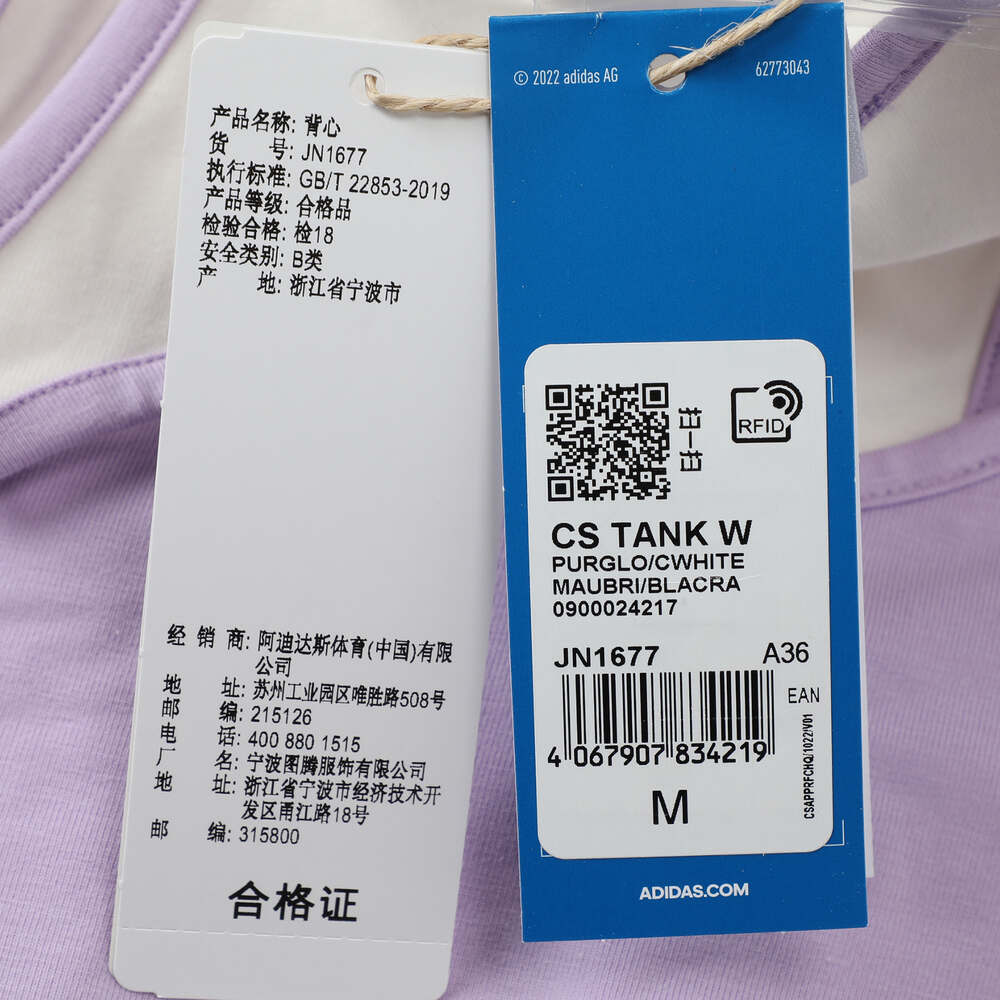 产品名称: 背心
货 号: JN1677
执行标准: GB/T 22853-2019
产品等级: 合格品
检验合格: 检18
安全类别: B类
产 地: 浙江省宁波市
经 销 商: 阿迪达斯体育(中国)有限
公司
地 址: 苏州工业园区唯胜路508号
邮 编: 215126
电 话: 400 880 1515
厂 名: 宁波图腾服饰有限公司
地 址: 浙江省宁波市经济技术开
发区甬江路18号
邮 编: 315800
合格证
© 2022 adidas AG
62773043
扫一扫
RFID
CS TANK W
PURGLO/CWHITE
MAUBRI/BLACRA
0900024217
JN1677 A36
EAN
4 067907 834219
CSAPPRFCHQ/1022/V01
M
ADIDAS.COM